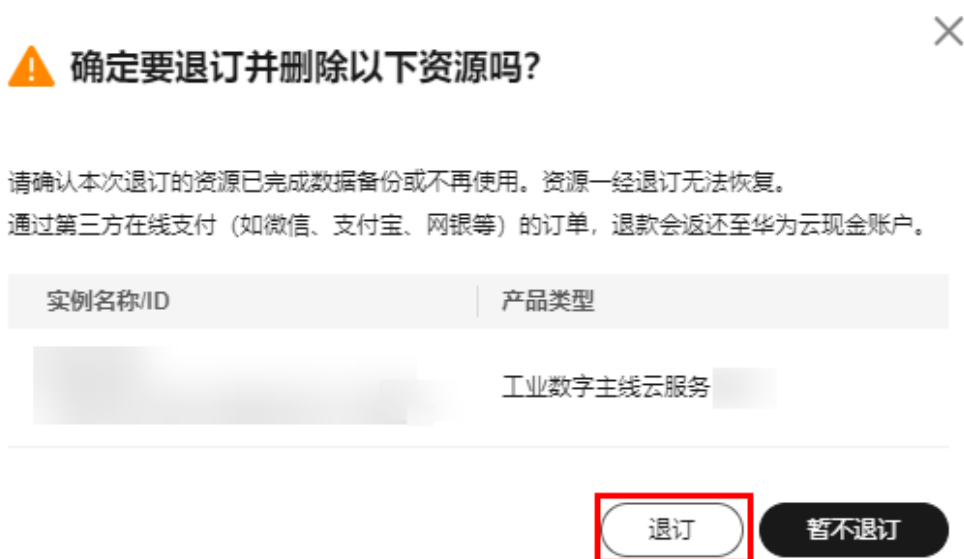 确定要退订并删除以下资源吗？
请确认本次退订的资源已完成数据备份或不再使用。资源一经退订无法恢复。
通过第三方在线支付（如微信、支付宝、网银等）的订单，退款会返还至华为云现金账户。
实例名称/ID 产品类型
工业数字主线云服务
退订 暂不退订